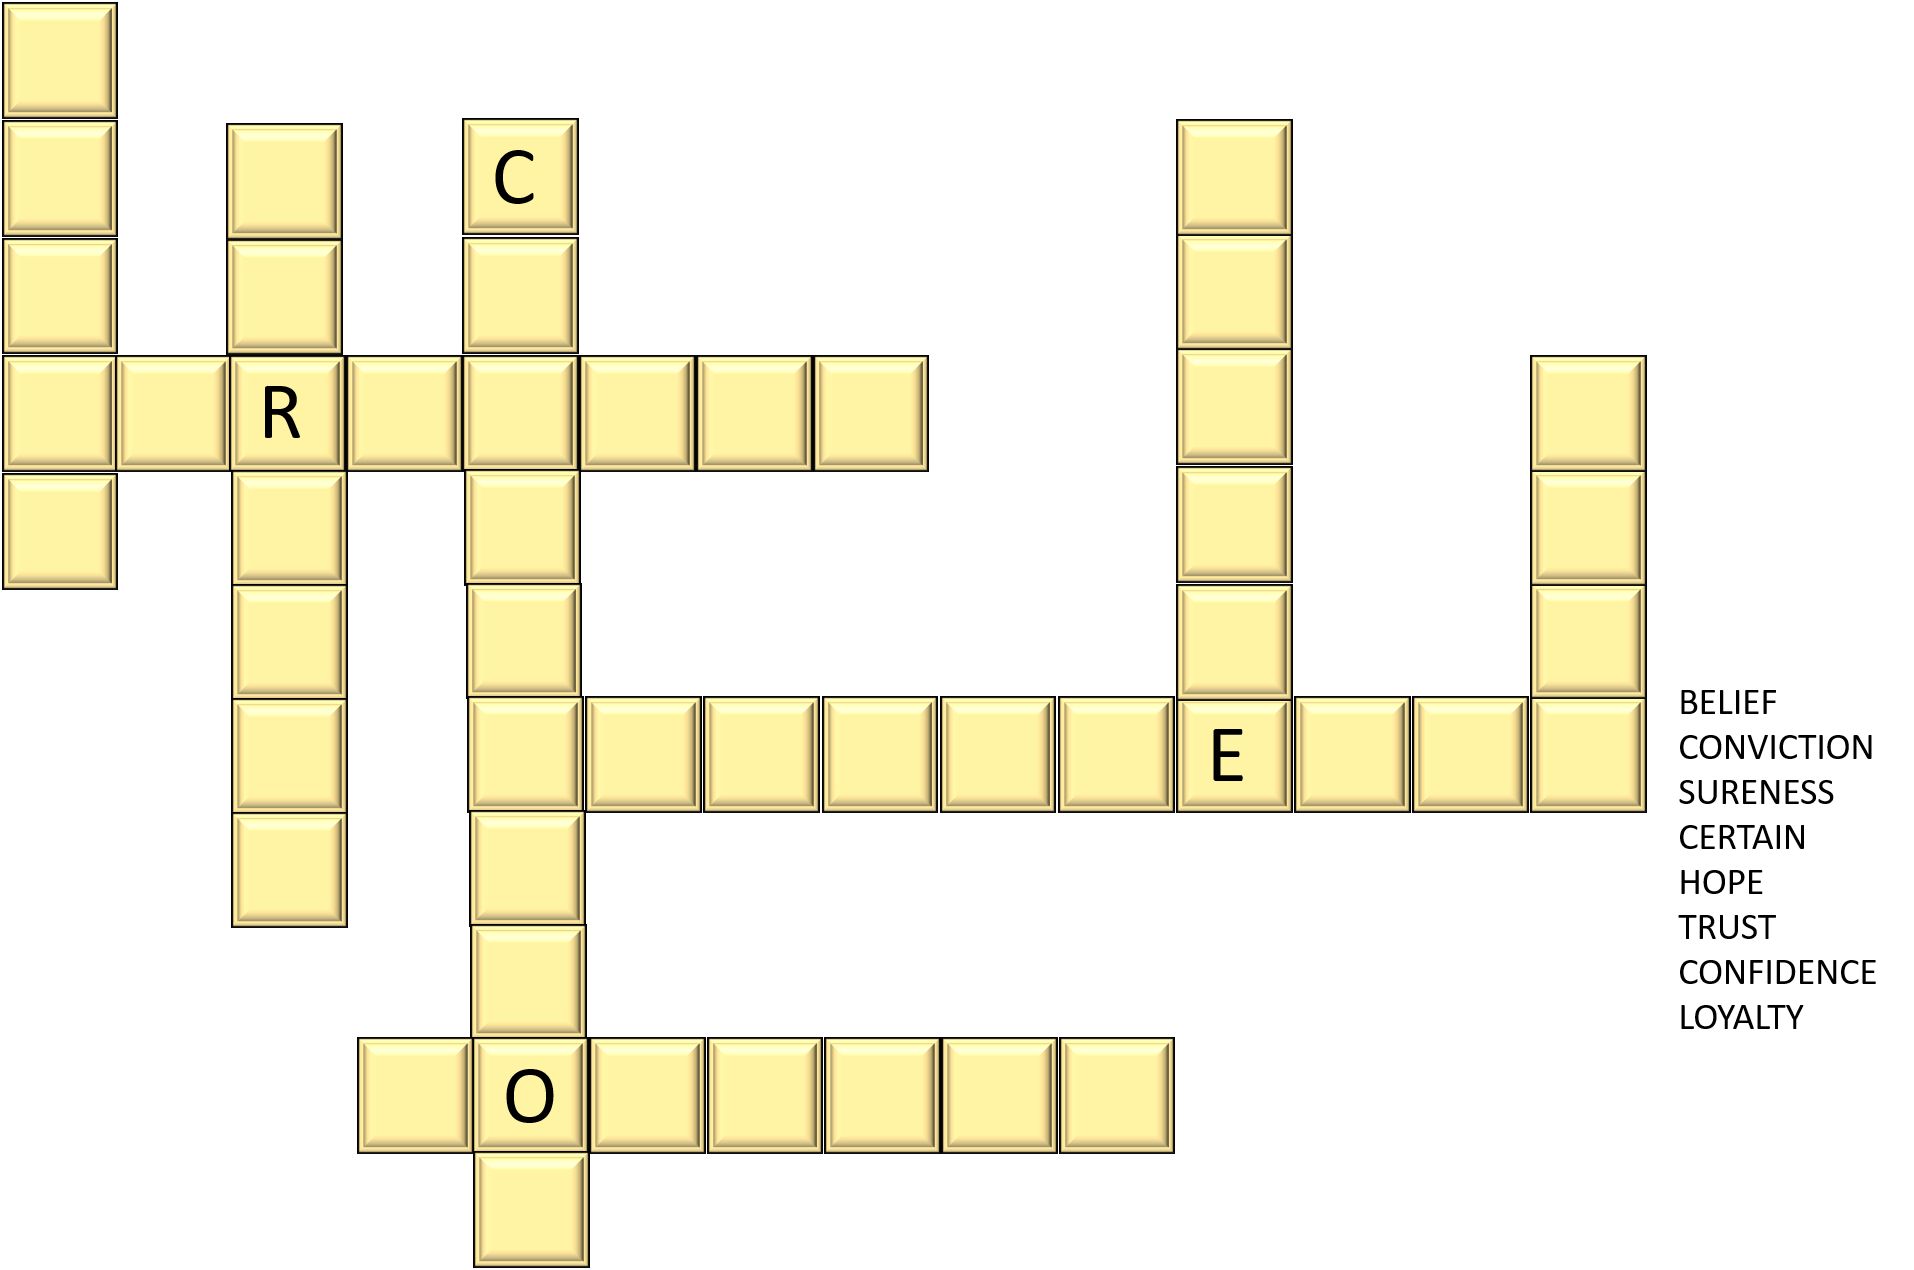 C
R
E
O
BELIEF
CONVICTION
SURENESS
CERTAIN
HOPE
TRUST
CONFIDENCE
LOYALTY